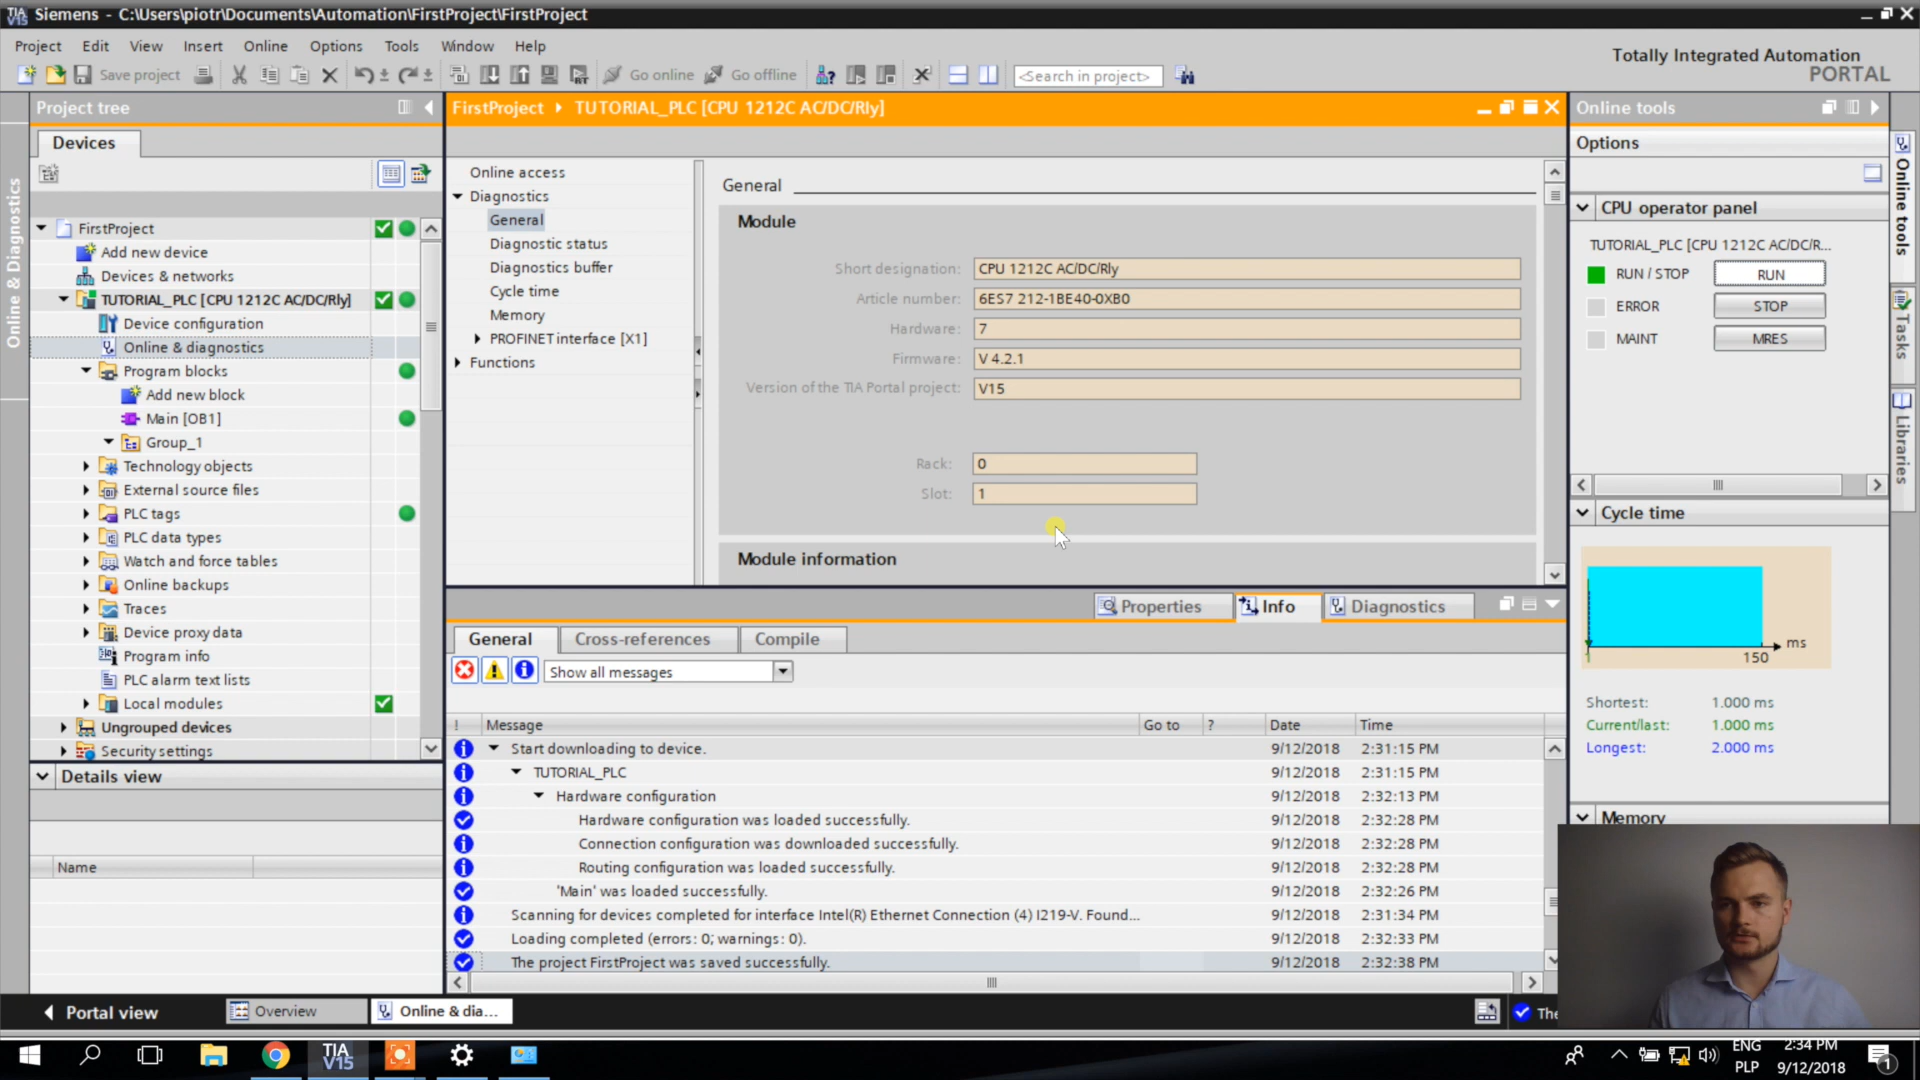 TIA V15 Siemens - C:\Users\piotr\Documents\Automation\FirstProject\FirstProject
Project Edit View Insert Online Options Tools Window Help
Save project Go online Go offline <Search in project>
Totally Integrated Automation
PORTAL
Project tree
Devices
Online & Diagnostics
FirstProject
Add new device
Devices & networks
TUTORIAL_PLC [CPU 1212C AC/DC/Rly]
Device configuration
Online & diagnostics
Program blocks
Add new block
Main [OB1]
Group_1
Technology objects
External source files
PLC tags
PLC data types
Watch and force tables
Online backups
Traces
Device proxy data
Program info
PLC alarm text lists
Local modules
Ungrouped devices
Security settings
Details view
Name
FirstProject TUTORIAL_PLC [CPU 1212C AC/DC/Rly]
Online access
Diagnostics
General
Diagnostic status
Diagnostics buffer
Cycle time
Memory
PROFINET interface [X1]
Functions
General
Module
Short designation: CPU 1212C AC/DC/Rly
Article number: 6ES7 212-1BE40-0XB0
Hardware: 7
Firmware: V 4.2.1
Version of the TIA Portal project: V15
Rack: 0
Slot: 1
Module information
Properties Info Diagnostics
General Cross-references Compile
Show all messages
! Message Go to ? Date Time
Start downloading to device. 9/12/2018 2:31:15 PM
TUTORIAL_PLC 9/12/2018 2:31:15 PM
Hardware configuration 9/12/2018 2:32:13 PM
Hardware configuration was loaded successfully. 9/12/2018 2:32:28 PM
Connection configuration was downloaded successfully. 9/12/2018 2:32:28 PM
Routing configuration was loaded successfully. 9/12/2018 2:32:28 PM
'Main' was loaded successfully. 9/12/2018 2:32:26 PM
Scanning for devices completed for interface Intel(R) Ethernet Connection (4) I219-V. Found... 9/12/2018 2:31:34 PM
Loading completed (errors: 0; warnings: 0). 9/12/2018 2:32:33 PM
The project FirstProject was saved successfully. 9/12/2018 2:32:38 PM
Online tools
Options
CPU operator panel
TUTORIAL_PLC [CPU 1212C AC/DC/R...
RUN / STOP RUN
ERROR STOP
MAINT MRES
Cycle time
ms
1 150
Shortest: 1.000 ms
Current/last: 1.000 ms
Longest: 2.000 ms
Memory
Online tools
Tasks
Libraries
Portal view Overview Online & dia... The
TIA V15
ENG
PLP
2:34 PM
9/12/2018
1